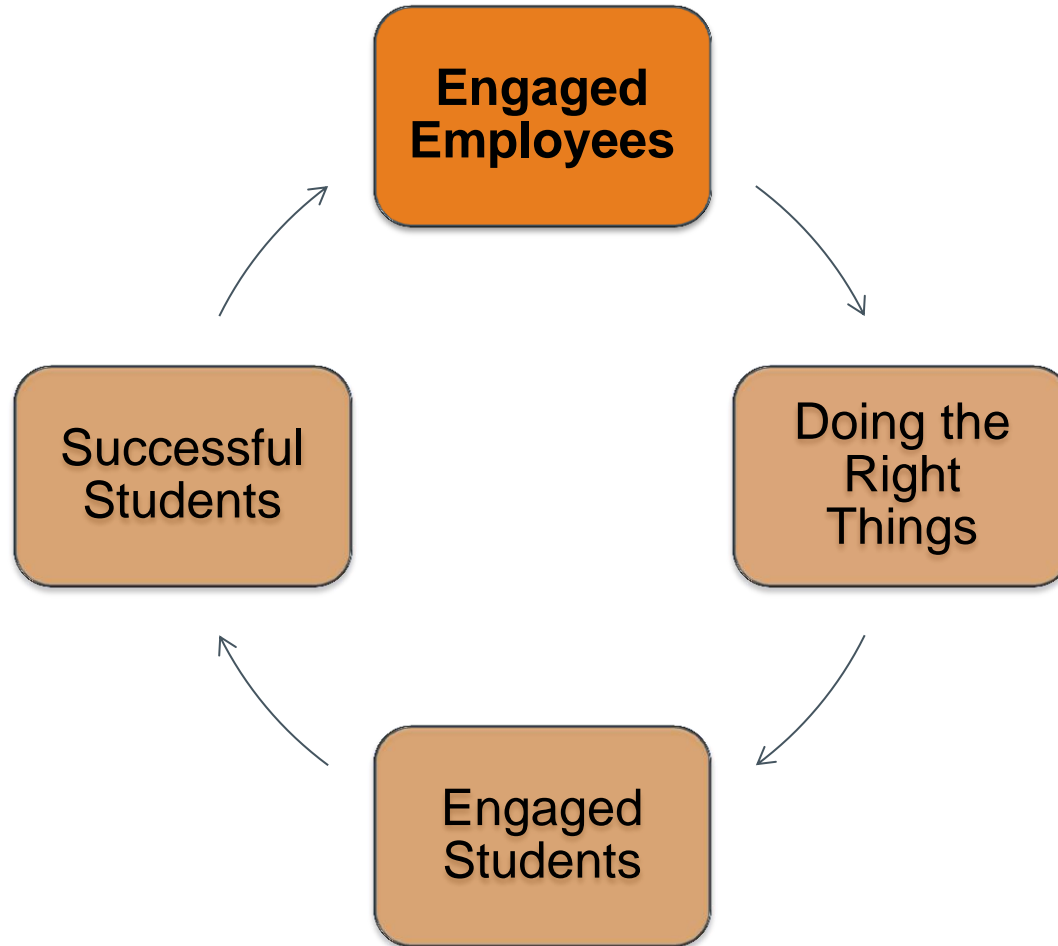 Engaged
Employees
Successful
Students
Doing the
Right
Things
Engaged
Students